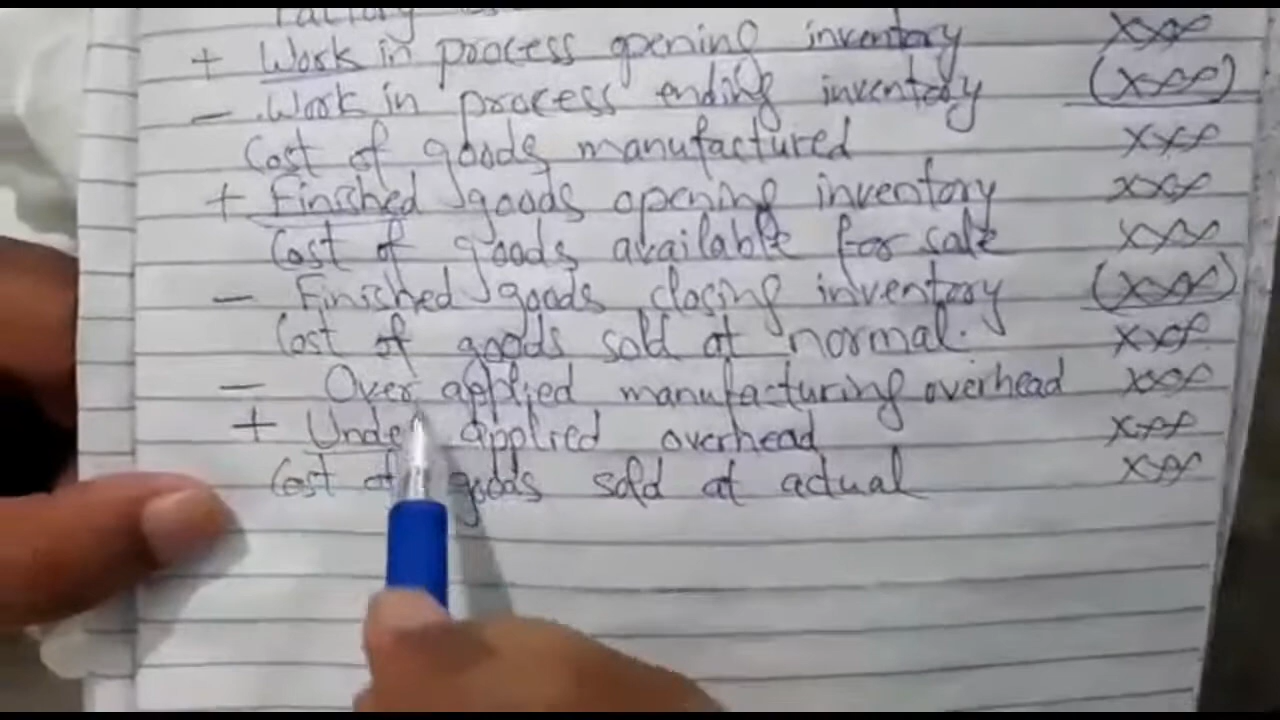 Factory
+ Work in process opening inventory xxx
- Work in process ending inventory (xxx)
Cost of goods manufactured xxx
+ Finished goods opening inventory xxx
Cost of goods available for sale xxx
- Finished goods closing inventory (xxx)
Cost of goods sold at normal. xxx
- Over applied manufacturing overhead xxx
+ Under applied overhead xxx
Cost of goods sold at actual xxx